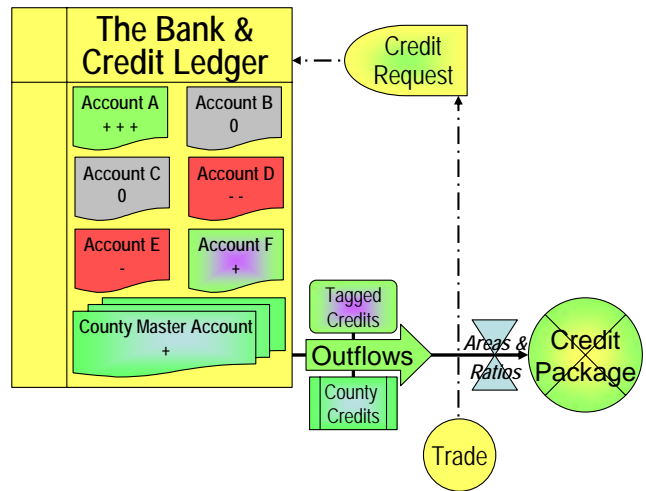 The Bank &
Credit Ledger
Credit
Request
Account A
+ + +
Account B
0
Account C
0
Account D
- -
Account E
-
Account F
+
County Master Account
+
Tagged
Credits
Outflows
County
Credits
Areas &
Ratios
Credit
Package
Trade